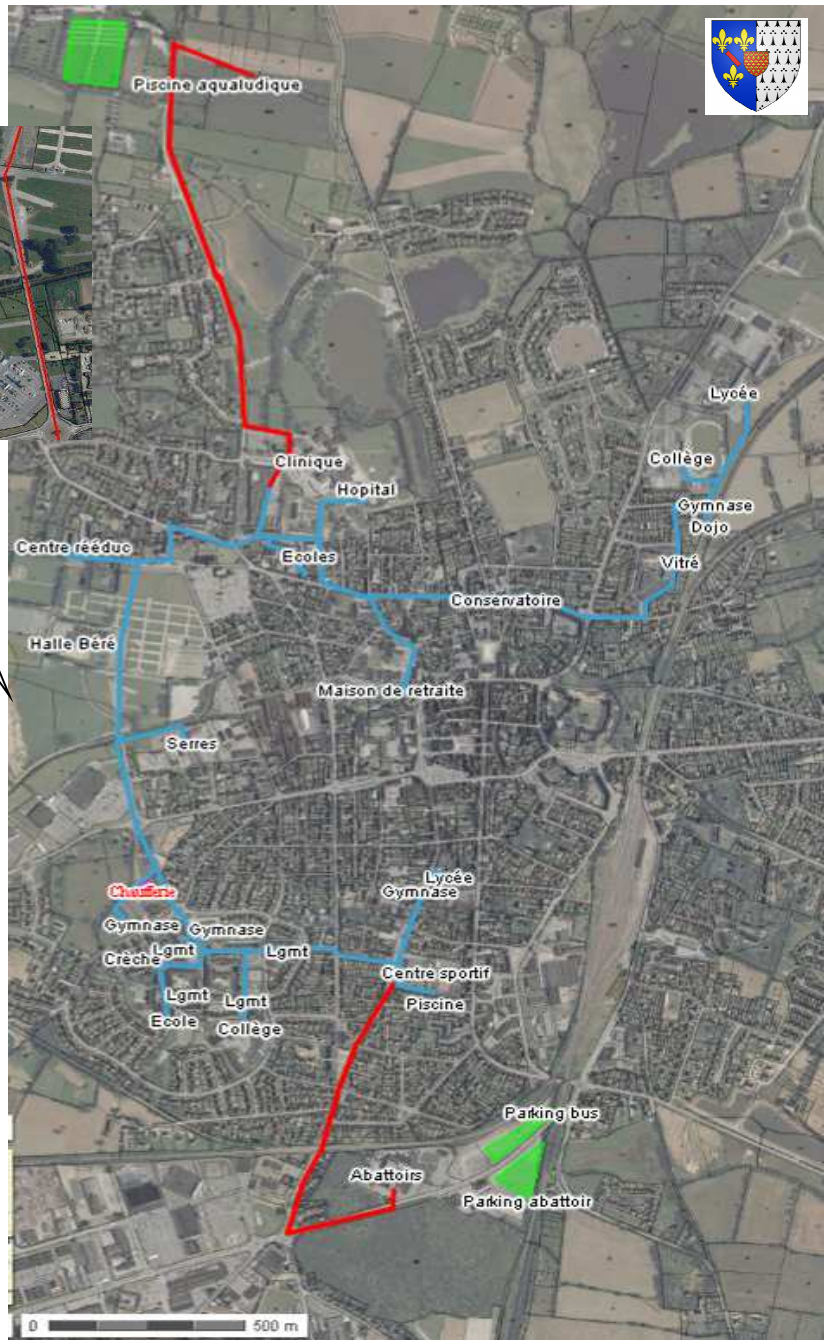 Piscine aqualudique
Lycée
Clinique
Collège
Hopital
Gymnase
Dojo
Centre rééduc
Ecoles
Vitré
Conservatoire
Halle Béré
Maison de retraite
Serres
Lycée
Chaufferie
Gymnase
Gymnase
Gymnase
Lgmt
Lgmt
Crèche
Centre sportif
Lgmt
Lgmt
Piscine
Ecole
Collège
Parking bus
Abattoirs
Parking abattoir
0 500 m